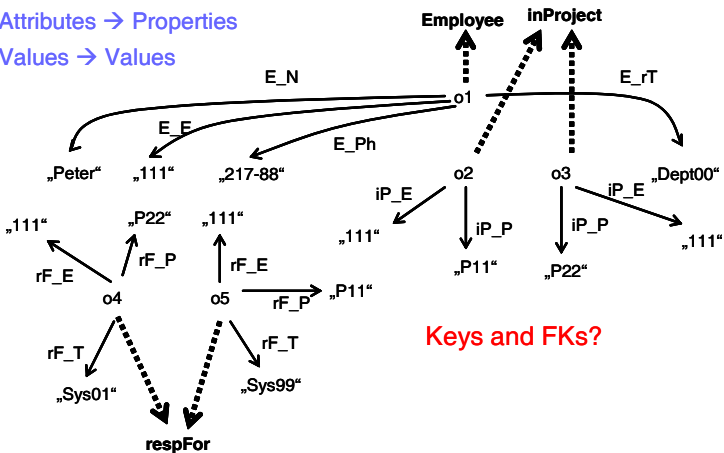 Attributes → Properties
Values → Values
Employee
inProject
E_N
o1
E_rT
E_E
E_Ph
„Peter“
„111“
„217-88“
o2
o3
„Dept00“
iP_E
iP_E
„111“
„P22“
„111“
„111“
iP_P
iP_P
„111“
rF_E
rF_P
rF_E
„P11“
„P22“
o4
o5
rF_P
„P11“
Keys and FKs?
rF_T
rF_T
„Sys01“
„Sys99“
respFor